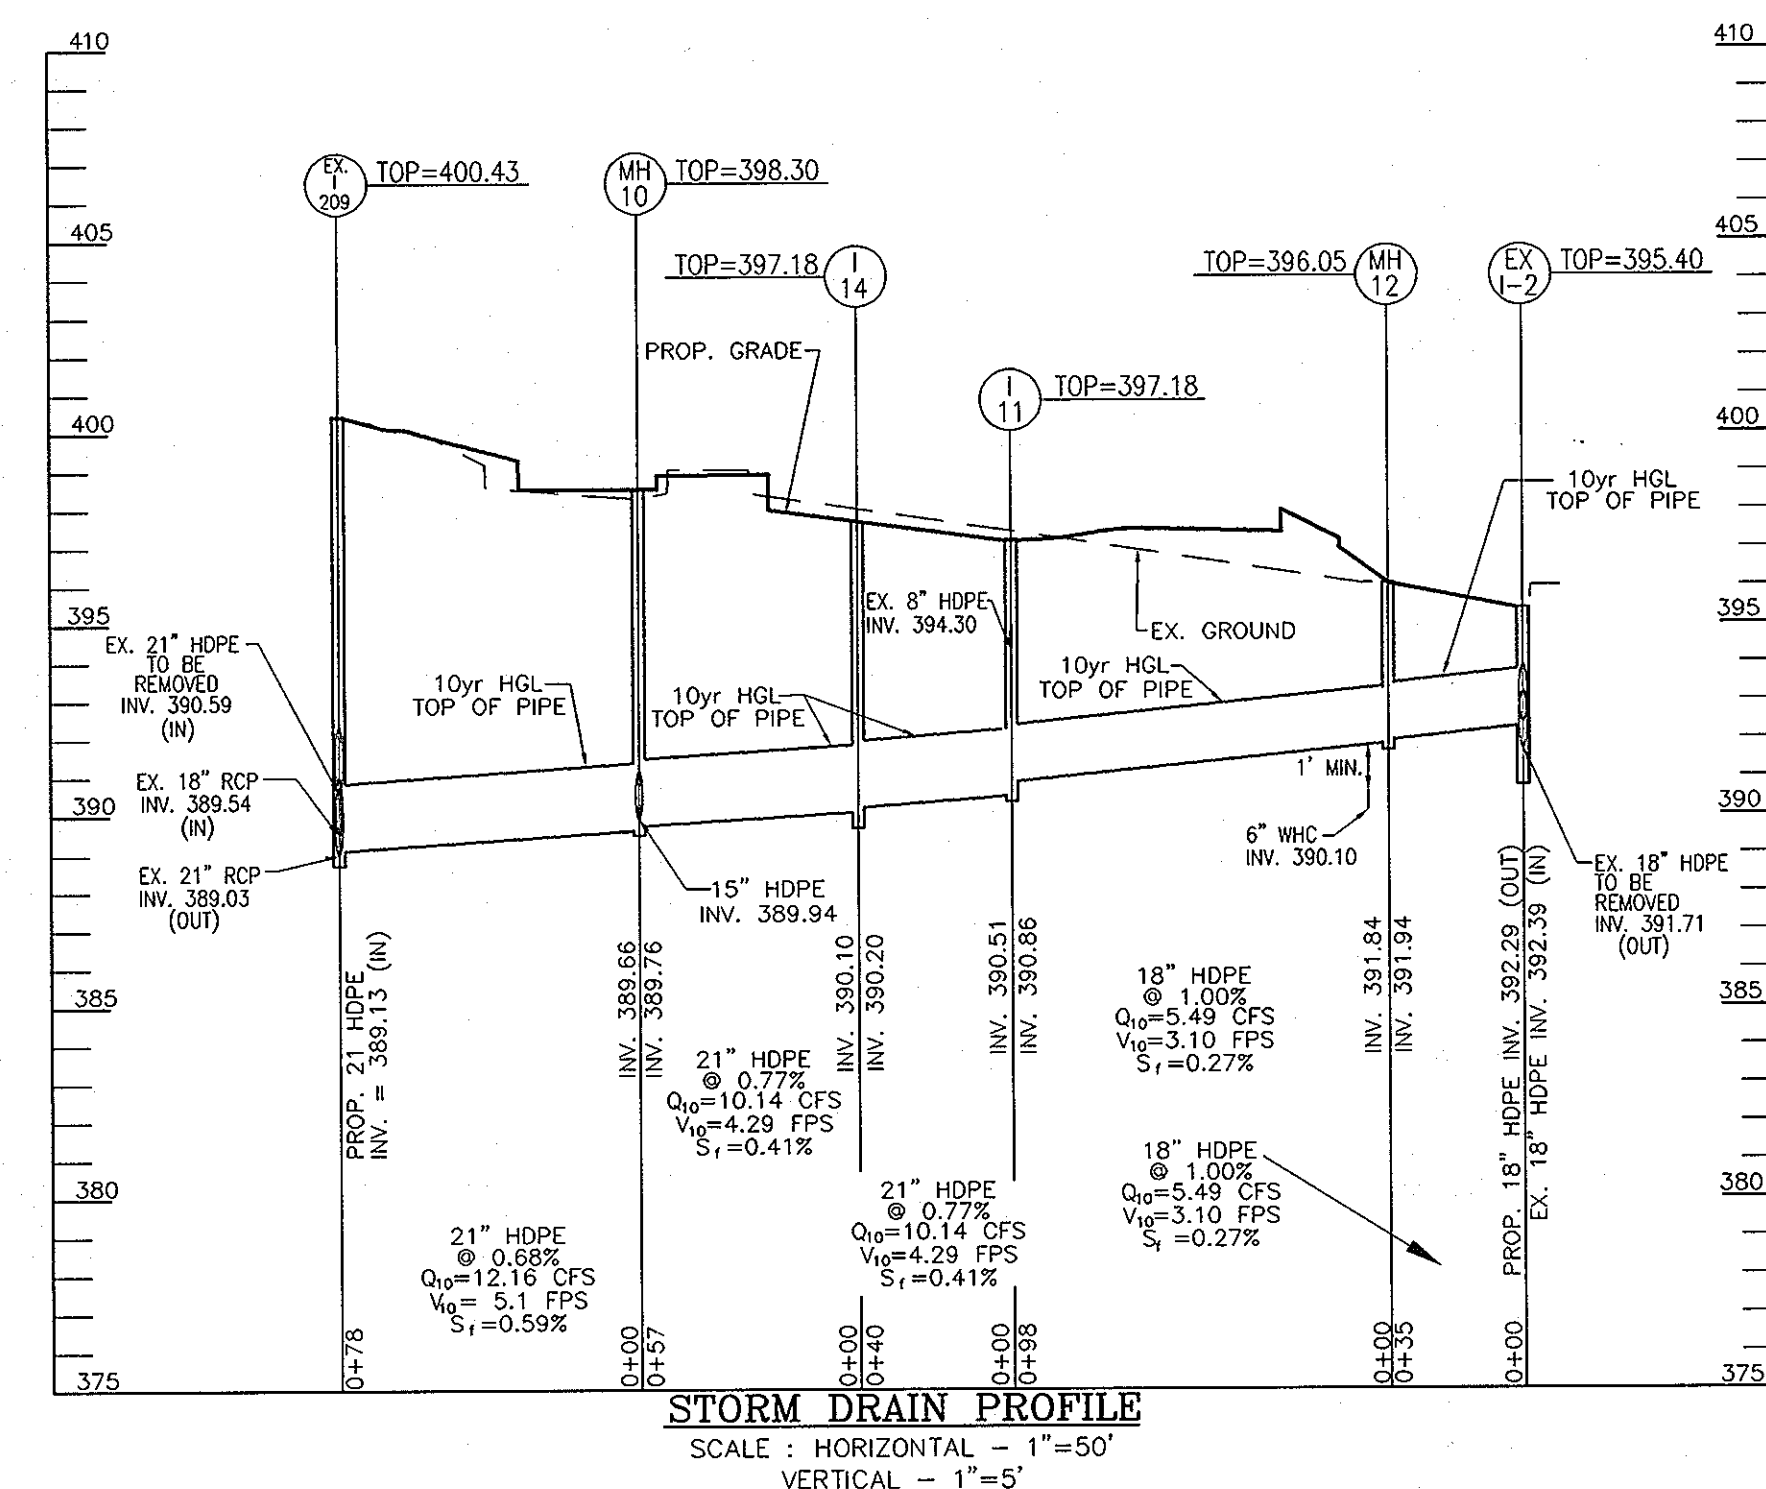 410
405
400
395
390
385
380
375
410
405
400
395
390
385
380
375
EX.
I
209
TOP=400.43
MH
10
TOP=398.30
TOP=397.18
I
14
I
11
TOP=397.18
TOP=396.05
MH
12
EX
I-2
TOP=395.40
PROP. GRADE
10yr HGL
TOP OF PIPE
EX. 8" HDPE
INV. 394.30
EX. GROUND
EX. 21" HDPE
TO BE
REMOVED
INV. 390.59
(IN)
10yr HGL
TOP OF PIPE
10yr HGL
TOP OF PIPE
10yr HGL
TOP OF PIPE
EX. 18" RCP
INV. 389.54
(IN)
EX. 21" RCP
INV. 389.03
(OUT)
15" HDPE
INV. 389.94
1' MIN.
6" WHC
INV. 390.10
EX. 18" HDPE
TO BE
REMOVED
INV. 391.71
(OUT)
PROP. 21 HDPE
INV. = 389.13 (IN)
INV. 389.66
INV. 389.76
INV. 390.10
INV. 390.20
INV. 390.51
INV. 390.86
INV. 391.84
INV. 391.94
PROP. 18" HDPE INV. 392.29 (OUT)
EX. 18" HDPE INV. 392.39 (IN)
21" HDPE
@ 0.68%
Q10=12.16 CFS
V10= 5.1 FPS
Sf=0.59%
21" HDPE
@ 0.77%
Q10=10.14 CFS
V10=4.29 FPS
Sf=0.41%
21" HDPE
@ 0.77%
Q10=10.14 CFS
V10=4.29 FPS
Sf=0.41%
18" HDPE
@ 1.00%
Q10=5.49 CFS
V10=3.10 FPS
Sf=0.27%
18" HDPE
@ 1.00%
Q10=5.49 CFS
V10=3.10 FPS
Sf =0.27%
0+78
0+00
0+57
0+00
0+40
0+00
0+98
0+00
0+35
0+00
STORM DRAIN PROFILE
SCALE : HORIZONTAL - 1"=50'
VERTICAL - 1"=5'